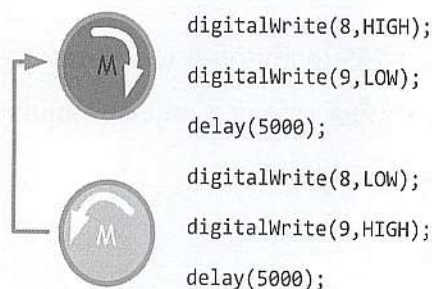 M
digitalWrite(8,HIGH);
digitalWrite(9,LOW);
delay(5000);
M
digitalWrite(8,LOW);
digitalWrite(9,HIGH);
delay(5000);